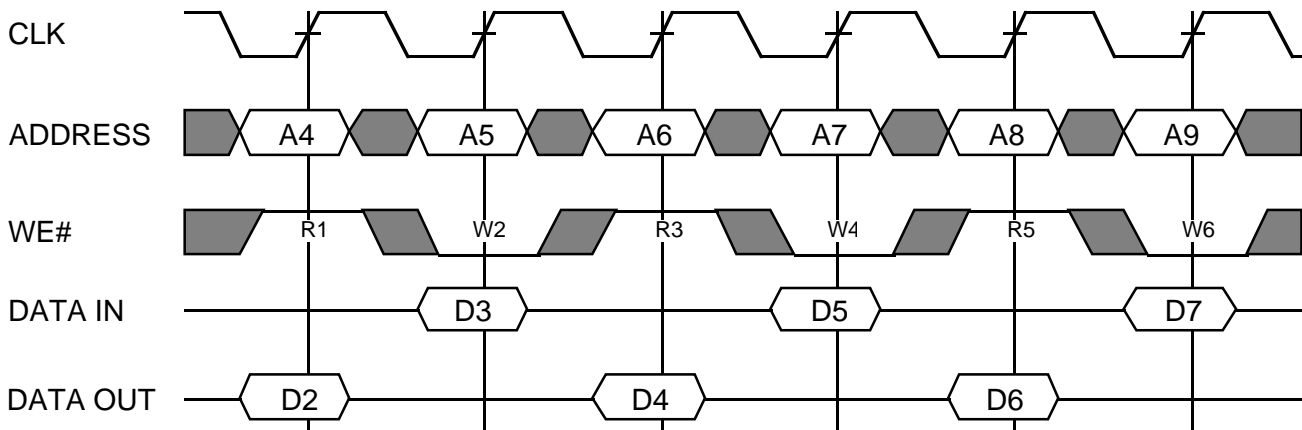 CLK
ADDRESS A4 A5 A6 A7 A8 A9
WE# R1 W2 R3 W4 R5 W6
DATA IN D3 D5 D7
DATA OUT D2 D4 D6